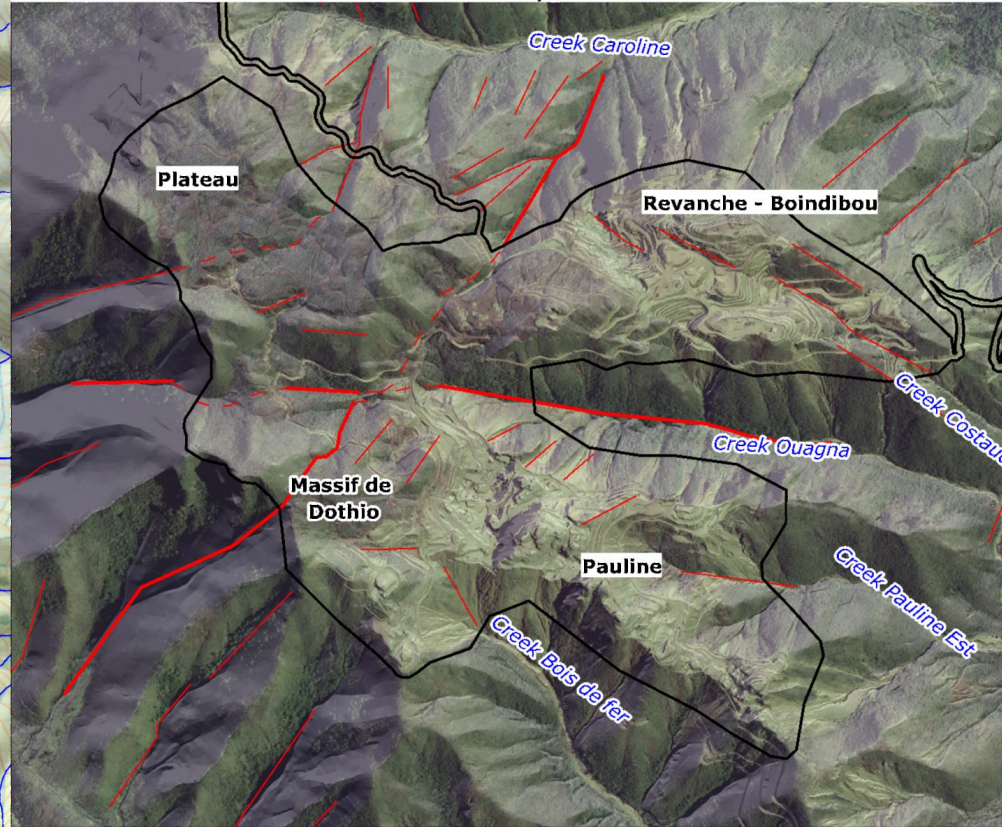 Creek Caroline
Plateau
Revanche - Boindibou
Creek Costaud
Creek Ouagna
Massif de
Dothio
Pauline
Creek Pauline Est
Creek Bois de fer